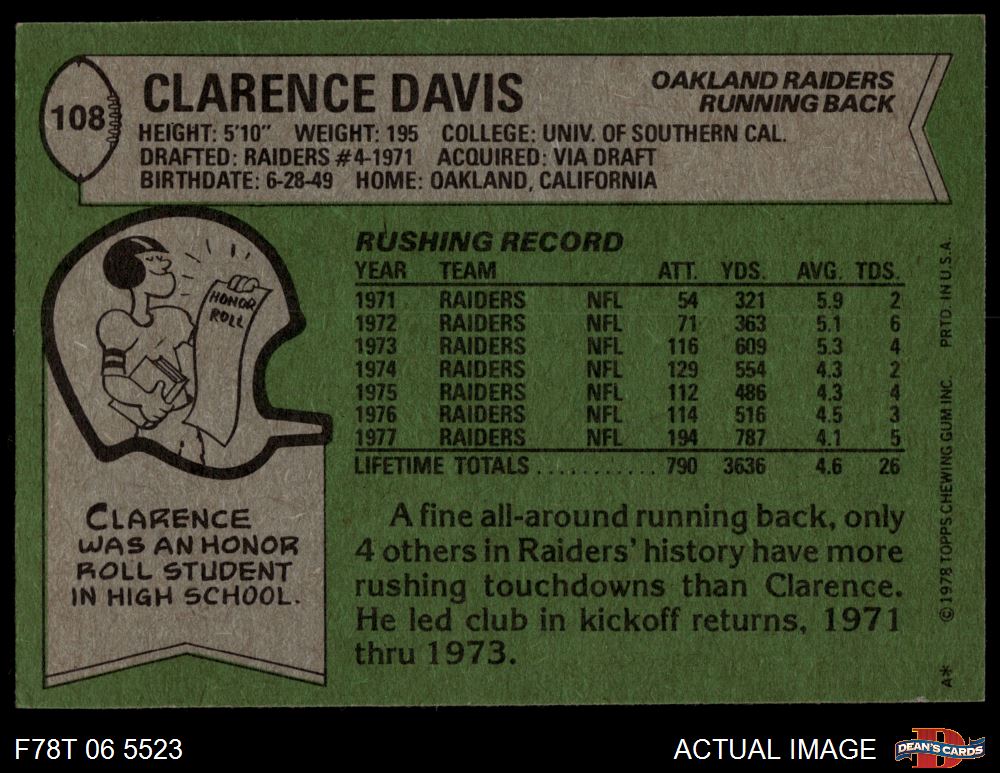 108
CLARENCE DAVIS
OAKLAND RAIDERS
RUNNING BACK
HEIGHT: 5'10" WEIGHT: 195 COLLEGE: UNIV. OF SOUTHERN CAL.
DRAFTED: RAIDERS #4-1971 ACQUIRED: VIA DRAFT
BIRTHDATE: 6-28-49 HOME: OAKLAND, CALIFORNIA
HONOR
ROLL
CLARENCE
WAS AN HONOR
ROLL STUDENT
IN HIGH SCHOOL.
RUSHING RECORD
YEAR TEAM ATT. YDS. AVG. TDS.
1971 RAIDERS NFL 54 321 5.9 2
1972 RAIDERS NFL 71 363 5.1 6
1973 RAIDERS NFL 116 609 5.3 4
1974 RAIDERS NFL 129 554 4.3 2
1975 RAIDERS NFL 112 486 4.3 4
1976 RAIDERS NFL 114 516 4.5 3
1977 RAIDERS NFL 194 787 4.1 5
LIFETIME TOTALS ........... 790 3636 4.6 26
A fine all-around running back, only
4 others in Raiders' history have more
rushing touchdowns than Clarence.
He led club in kickoff returns, 1971
thru 1973.
A* ©1978 TOPPS CHEWING GUM INC. PRTD. IN U.S.A.
F78T 06 5523
ACTUAL IMAGE
D
DEAN'S CARDS